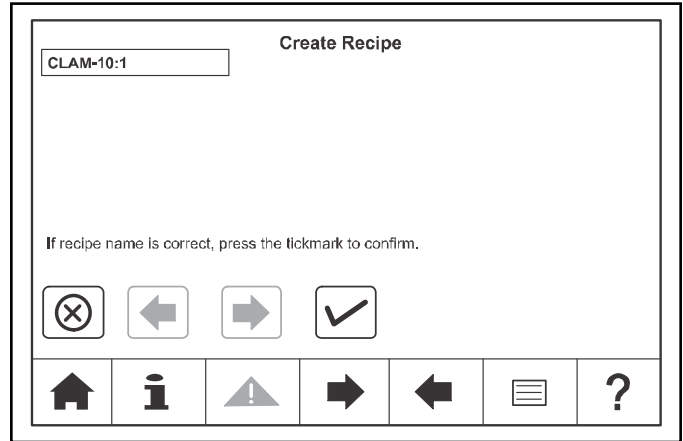 Create Recipe
CLAM-10:1
If recipe name is correct, press the tickmark to confirm.
i
?